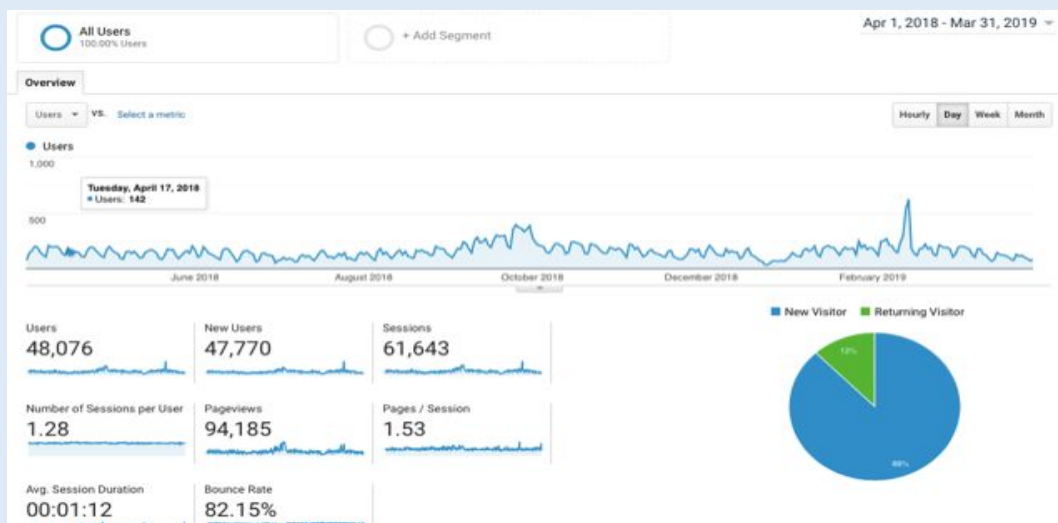 All Users
100.00% Users
+ Add Segment
Apr 1, 2018 - Mar 31, 2019
Overview
Users
VS.
Select a metric
Hourly Day Week Month
Users
1,000
Tuesday, April 17, 2018
Users: 142
500
June 2018 August 2018 October 2018 December 2018 February 2019
New Visitor Returning Visitor
Users New Users Sessions
48,076 47,770 61,643
12%
Number of Sessions per User Pageviews Pages / Session
1.28 94,185 1.53
88%
Avg. Session Duration Bounce Rate
00:01:12 82.15%